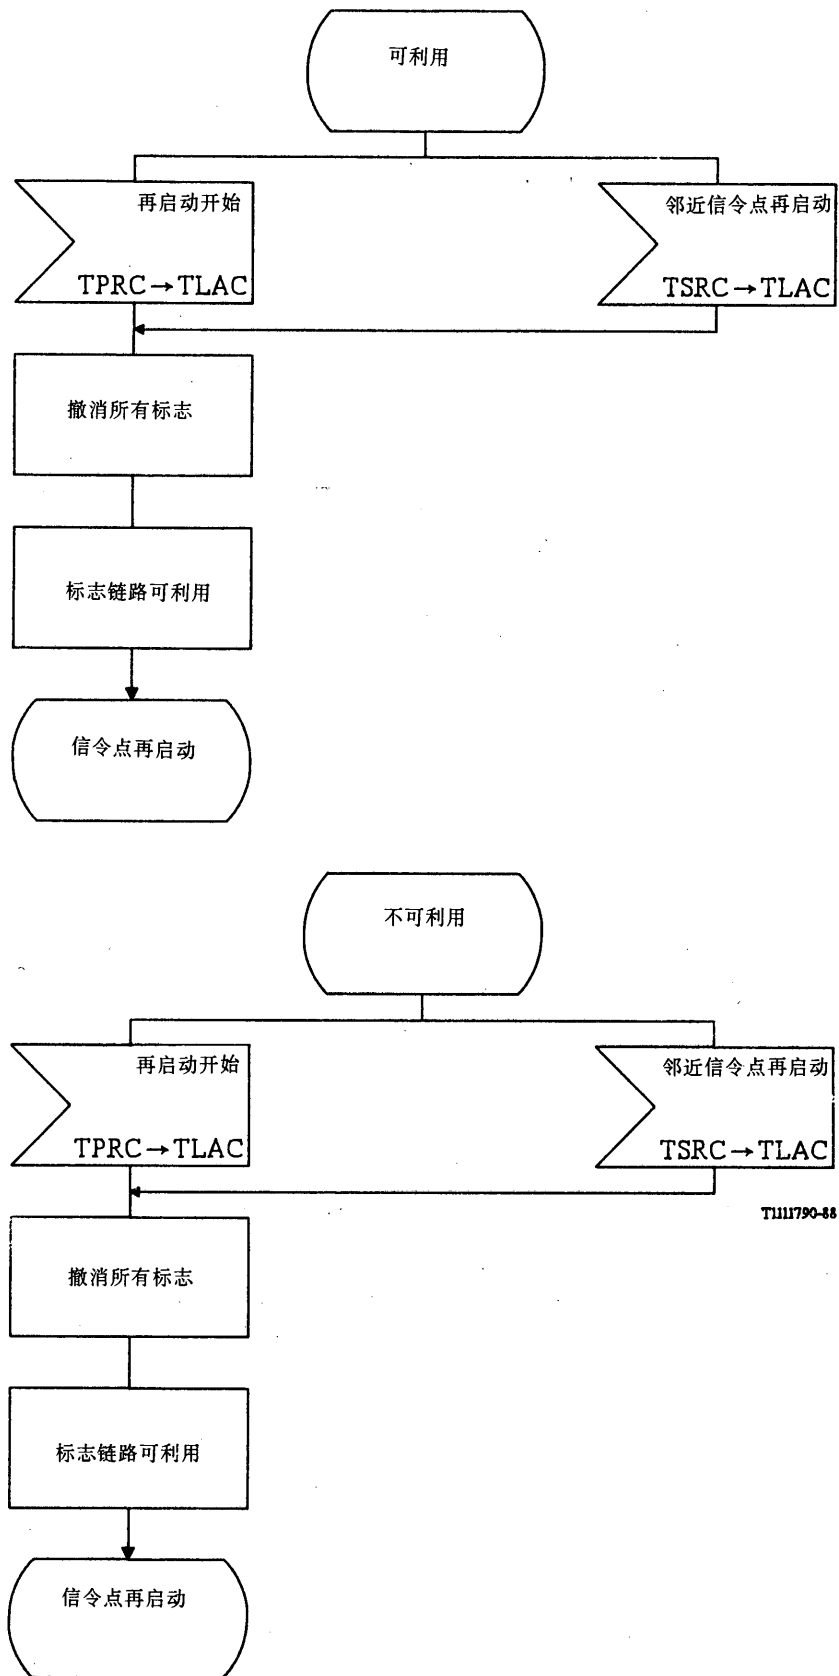 可利用
再启动开始
TPRC→TLAC
邻近信令点再启动
TSRC→TLAC
撤消所有标志
标志链路可利用
信令点再启动
不可利用
再启动开始
TPRC→TLAC
邻近信令点再启动
TSRC→TLAC
T1111790-88
撤消所有标志
标志链路可利用
信令点再启动